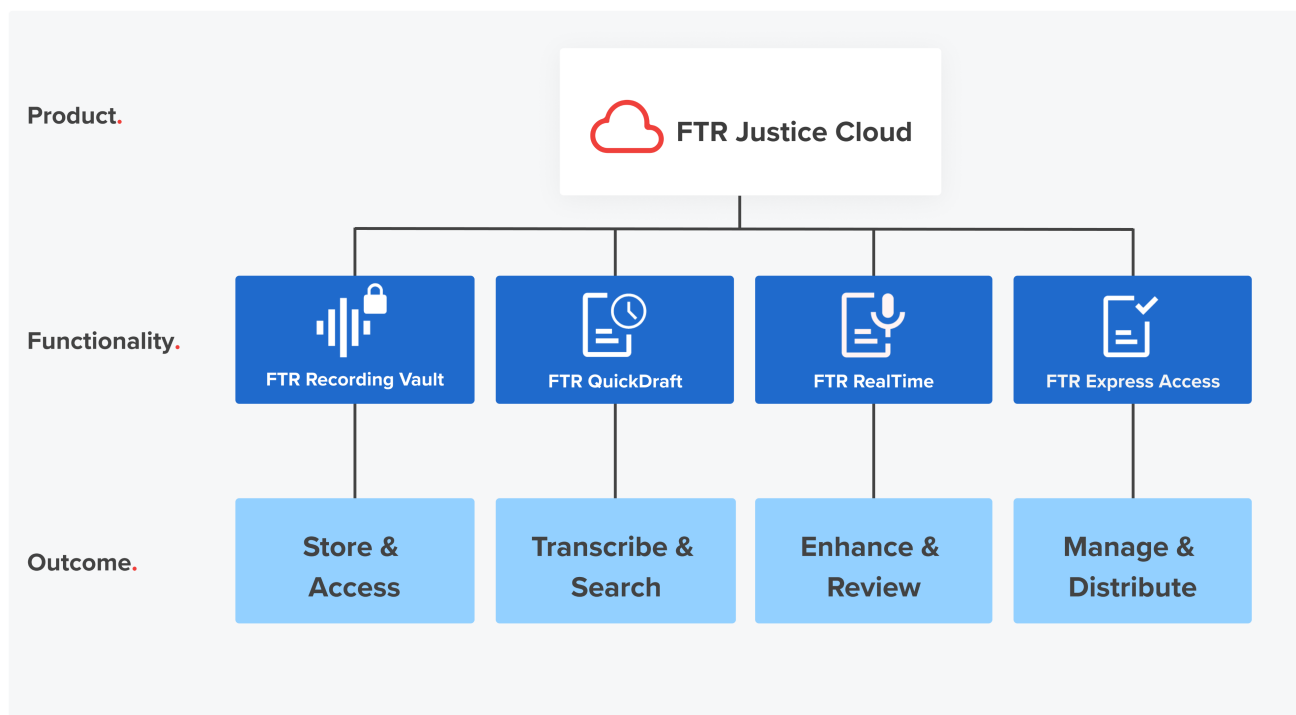 Product.
FTR Justice Cloud
Functionality.
FTR Recording Vault
FTR QuickDraft
FTR RealTime
FTR Express Access
Outcome.
Store &
Access
Transcribe &
Search
Enhance &
Review
Manage &
Distribute